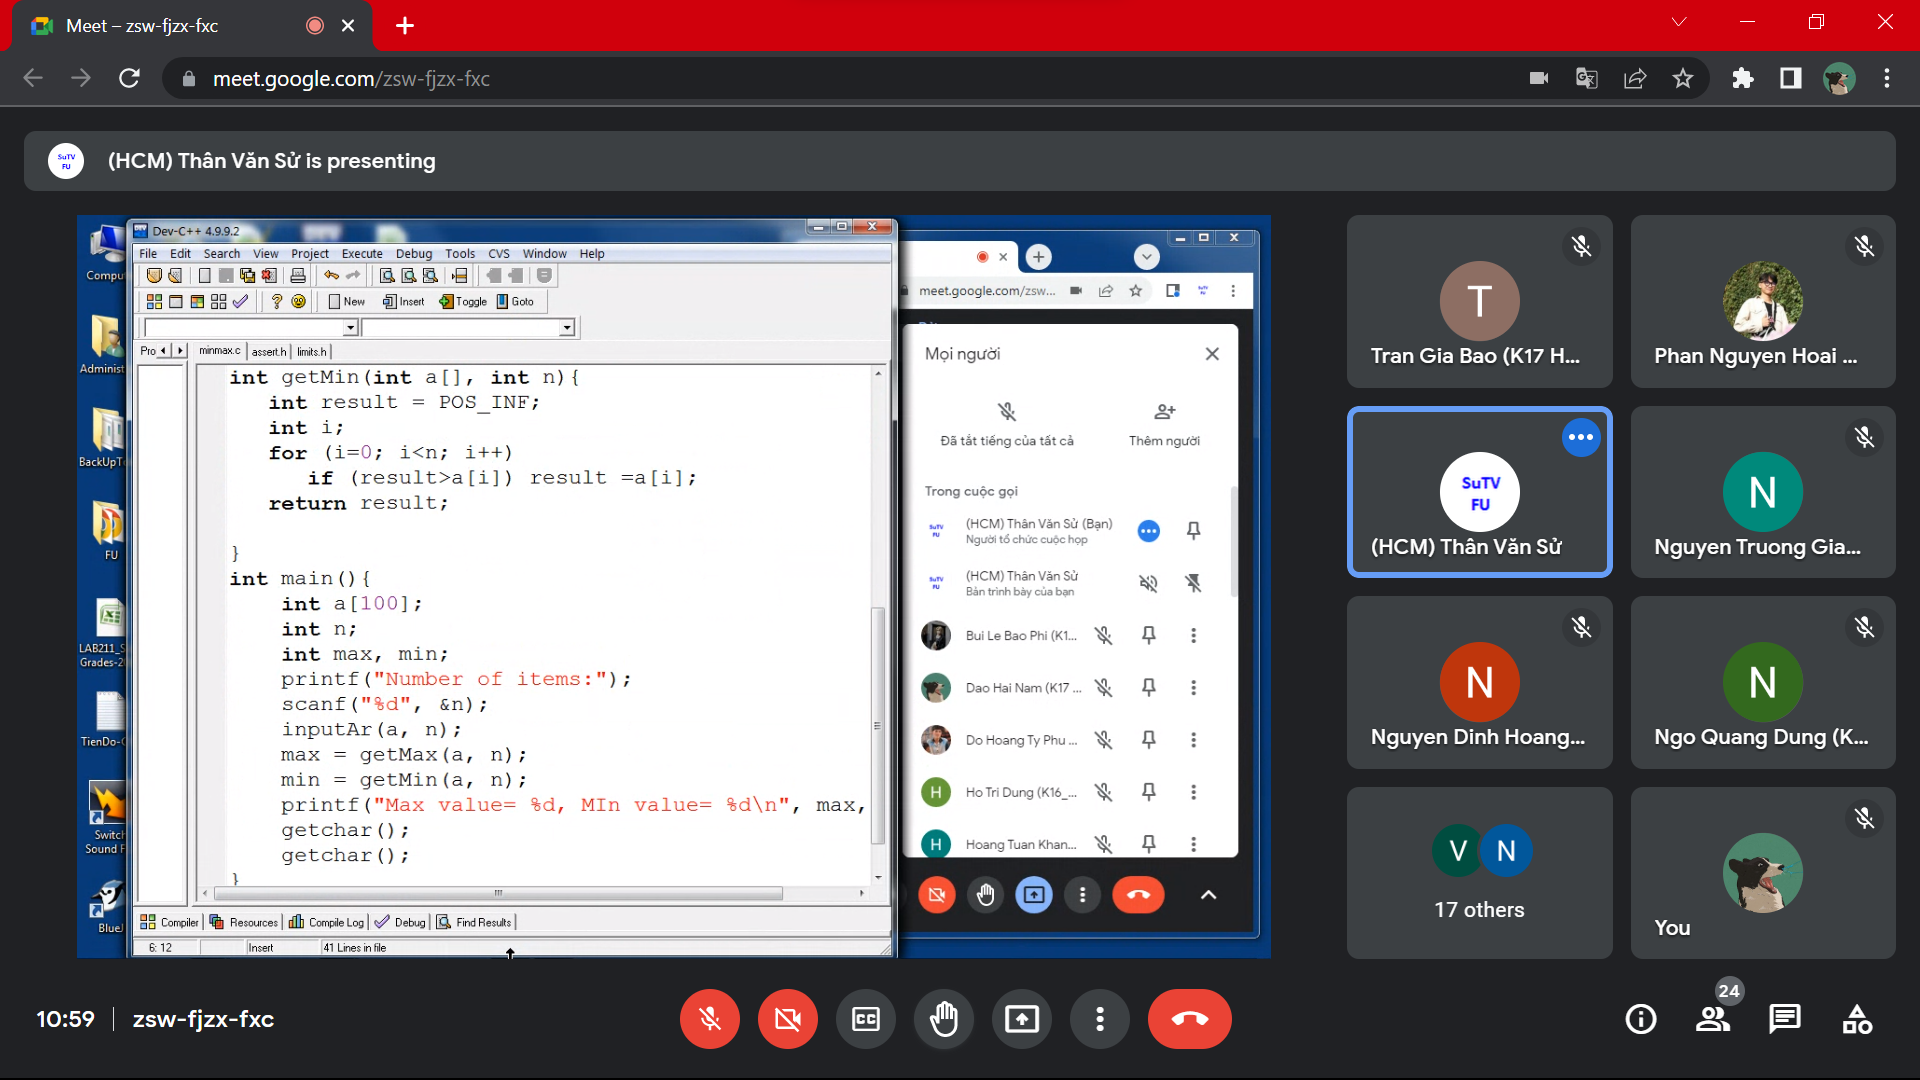 Meet – zsw-fjzx-fxc
meet.google.com/zsw-fjzx-fxc
SuTV
FU
(HCM) Thân Văn Sử is presenting
Dev-C++ 4.9.9.2
File Edit Search View Project Execute Debug Tools CVS Window Help
New Insert Toggle Goto
Pro minmax.c assert.h limits.h
int getMin(int a[], int n){
int result = POS_INF;
int i;
for (i=0; i<n; i++)
if (result>a[i]) result =a[i];
return result;
}
int main(){
int a[100];
int n;
int max, min;
printf("Number of items:");
scanf("%d", &n);
inputAr(a, n);
max = getMax(a, n);
min = getMin(a, n);
printf("Max value= %d, MIn value= %d\n", max,
getchar();
getchar();
}
Compiler Resources Compile Log Debug Find Results
6: 12 Insert 41 Lines in file
Comput
Administ
BackUpT
FU
LAB211_S
Grades-2
TienDo-
Switch
Sound F
BlueJ
meet.google.com/zsw...
Mọi người
Đã tắt tiếng của tất cả
Thêm người
Trong cuộc gọi
SuTV
FU
(HCM) Thân Văn Sử (Bạn)
Người tổ chức cuộc họp
SuTV
FU
(HCM) Thân Văn Sử
Bản trình bày của bạn
Bui Le Bao Phi (K1...
Dao Hai Nam (K17 ...
Do Hoang Ty Phu ...
H
Ho Tri Dung (K16_...
H
Hoang Tuan Khan...
T
Tran Gia Bao (K17 H...
Phan Nguyen Hoai ...
SuTV
FU
(HCM) Thân Văn Sử
N
Nguyen Truong Gia...
N
Nguyen Dinh Hoang...
N
Ngo Quang Dung (K...
V N
17 others
You
10:59
zsw-fjzx-fxc
CC
24